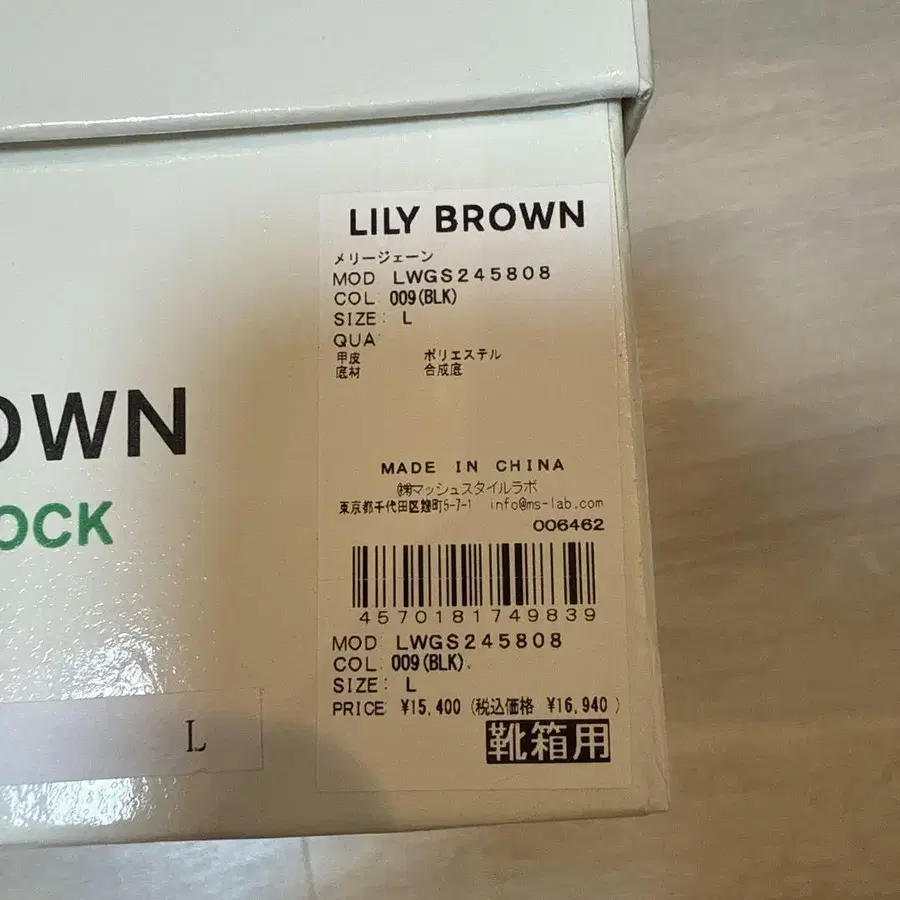 LILY BROWN
メリージェーン
MOD LWGS245808
COL 009(BLK)
SIZE: L
QUA
甲皮 ポリエステル
底材 合成底
MADE IN CHINA
㈱マッシュスタイルラボ
東京都千代田区麹町5-7-1 info@ms-lab.com
006462
4570181749839
MOD LWGS245808
COL 009(BLK)
SIZE: L
PRICE ¥15,400 (税込価格 ¥16,940 )
靴箱用
OWN
OCK
L